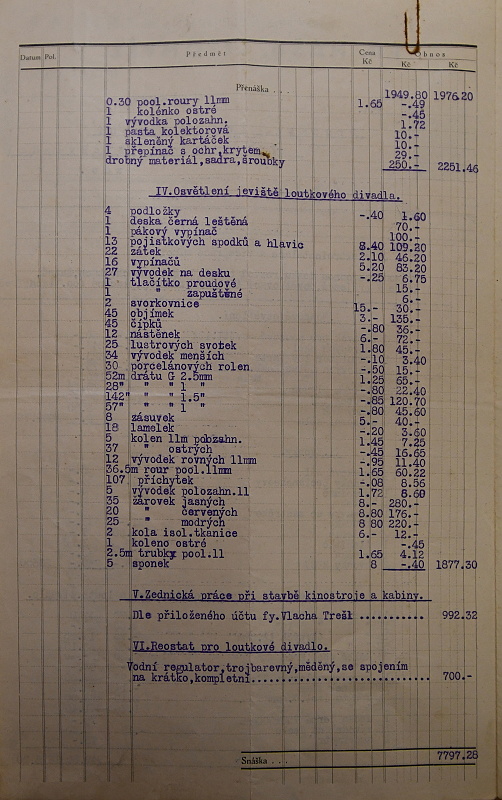 Datum Pol. Předmět Cena Kč Obnos Kč Kč
Přenáška . . . 1949.80 1976.20
0.30 pool.roury 11mm 1.65 -.49
1 kolénko ostré -.45
1 vývodka polozahn. 1.72
1 pasta kolektorová 10.-
1 skleněný kartáček 10.-
1 přepínač s ochr.krytem 29.-
drobný materiál,sádra,šroubky 250.- 2251.46
IV.Osvětlení jeviště loutkového divadla.
4 podložky -.40 1.60
1 deska černá leštěná 70.-
1 pákový vypínač 100.-
13 pojistkových spodků a hlavic 8.40 109.20
22 zátek 2.10 46.20
16 vypínačů 5.20 83.20
27 vývodek na desku -.25 6.75
1 tlačítko proudové 15.-
1 " zapuštěné 6.-
2 svorkovnice 15.- 30.-
45 objímek 3.- 135.-
45 čípků -.80 36.-
12 nástěnek 6.- 72.-
25 lustrových svotek 1.80 45.-
34 vývodek menších -.10 3.40
30 porcelánových rolen -.50 15.-
52m drátu G 2.5mm 1.25 65.-
28" " " 1 " -.80 22.40
142" " " 1.5" -.85 120.70
57" " " 1 " -.80 45.60
8 zásuvek 5.- 40.-
18 lamelek -.20 3.60
5 kolen 11m polozahn. 1.45 7.25
37 " ostrých -.45 16.65
12 vývodek rovných 11mm -.95 11.40
36.5m rour pool.11mm 1.65 60.22
107 příchytek -.08 8.56
5 vývodek polozahn.11 1.72 8.60
35 žárovek jasných 8.- 280.-
20 " červených 8.80 176.-
25 " modrých 8 80 220.-
2 kola isol.tkanice 6.- 12.-
1 koleno ostré -.45
2.5m trubky pool.11 1.65 4.12
5 sponek 8 -.40 1877.30
V.Zednická práce při stavbě kinostroje a kabiny.
Dle přiloženého účtu fy.Vlacha Třešť ........... 992.32
VI.Reostat pro loutkové divadlo.
Vodní regulator,trojbarevný,měděný,se spojením
na krátko,kompletní............................. 700.-
Snáška . . . 7797.28